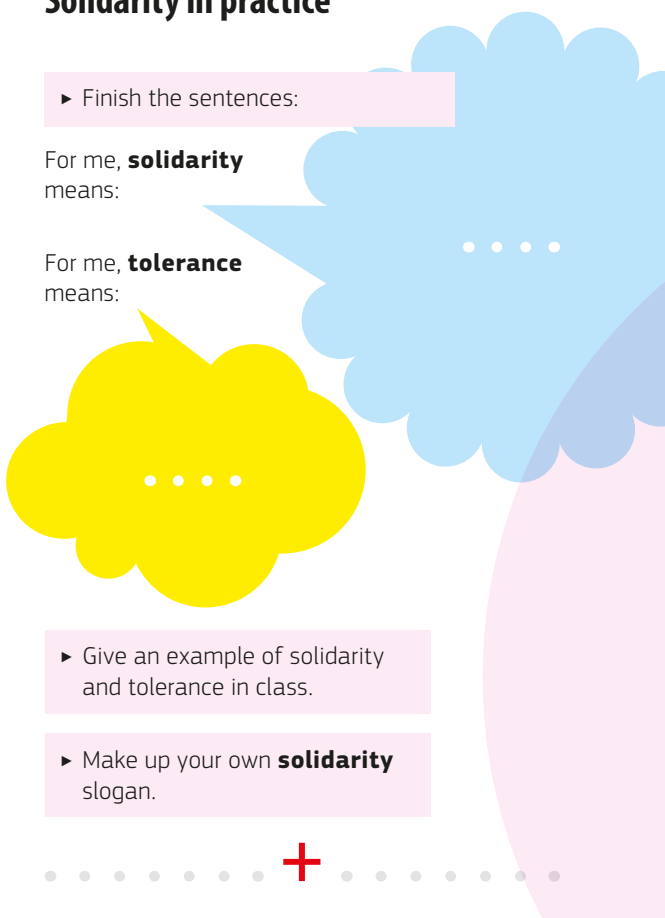 Solidarity in practice
▸ Finish the sentences:
For me, solidarity
means:
For me, tolerance
means:
....
....
▸ Give an example of solidarity
and tolerance in class.
▸ Make up your own solidarity
slogan.
+